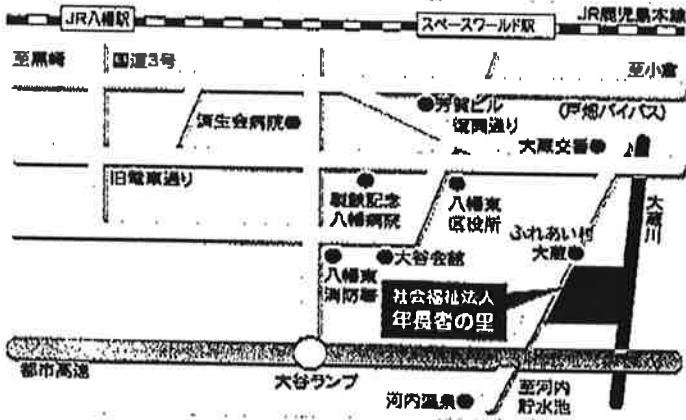 JR八幡駅
スペースワールド駅
JR鹿児島本線
至黒崎
国道3号
至小倉
済生会病院
芳賀ビル
(戸畑バイパス)
大蔵交番
旧電車通り
製鉄記念
八幡病院
八幡東
区役所
大蔵川
ふれあい村
大蔵
大谷会館
八幡東
消防署
社会福祉法人
年長者の里
都市高速
大谷ランプ
河内温泉
至河内
貯水池